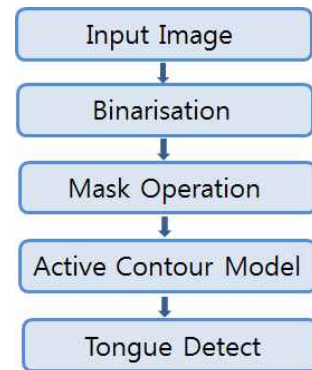 Input Image
Binarisation
Mask Operation
Active Contour Model
Tongue Detect